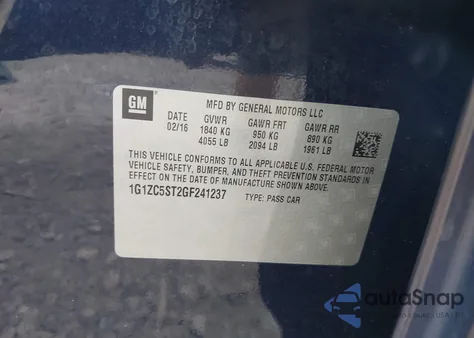 GM
MFD BY GENERAL MOTORS LLC
DATE GVWR GAWR FRT GAWR RR
02/16 1840 KG 950 KG 890 KG
4055 LB 2094 LB 1961 LB
THIS VEHICLE CONFORMS TO ALL APPLICABLE U.S. FEDERAL MOTOR
VEHICLE SAFETY, BUMPER, AND THEFT PREVENTION STANDARDS
IN EFFECT ON THE DATE OF MANUFACTURE SHOWN ABOVE.
1G1ZC5ST2GF241237 TYPE: PASS CAR
autoSnap